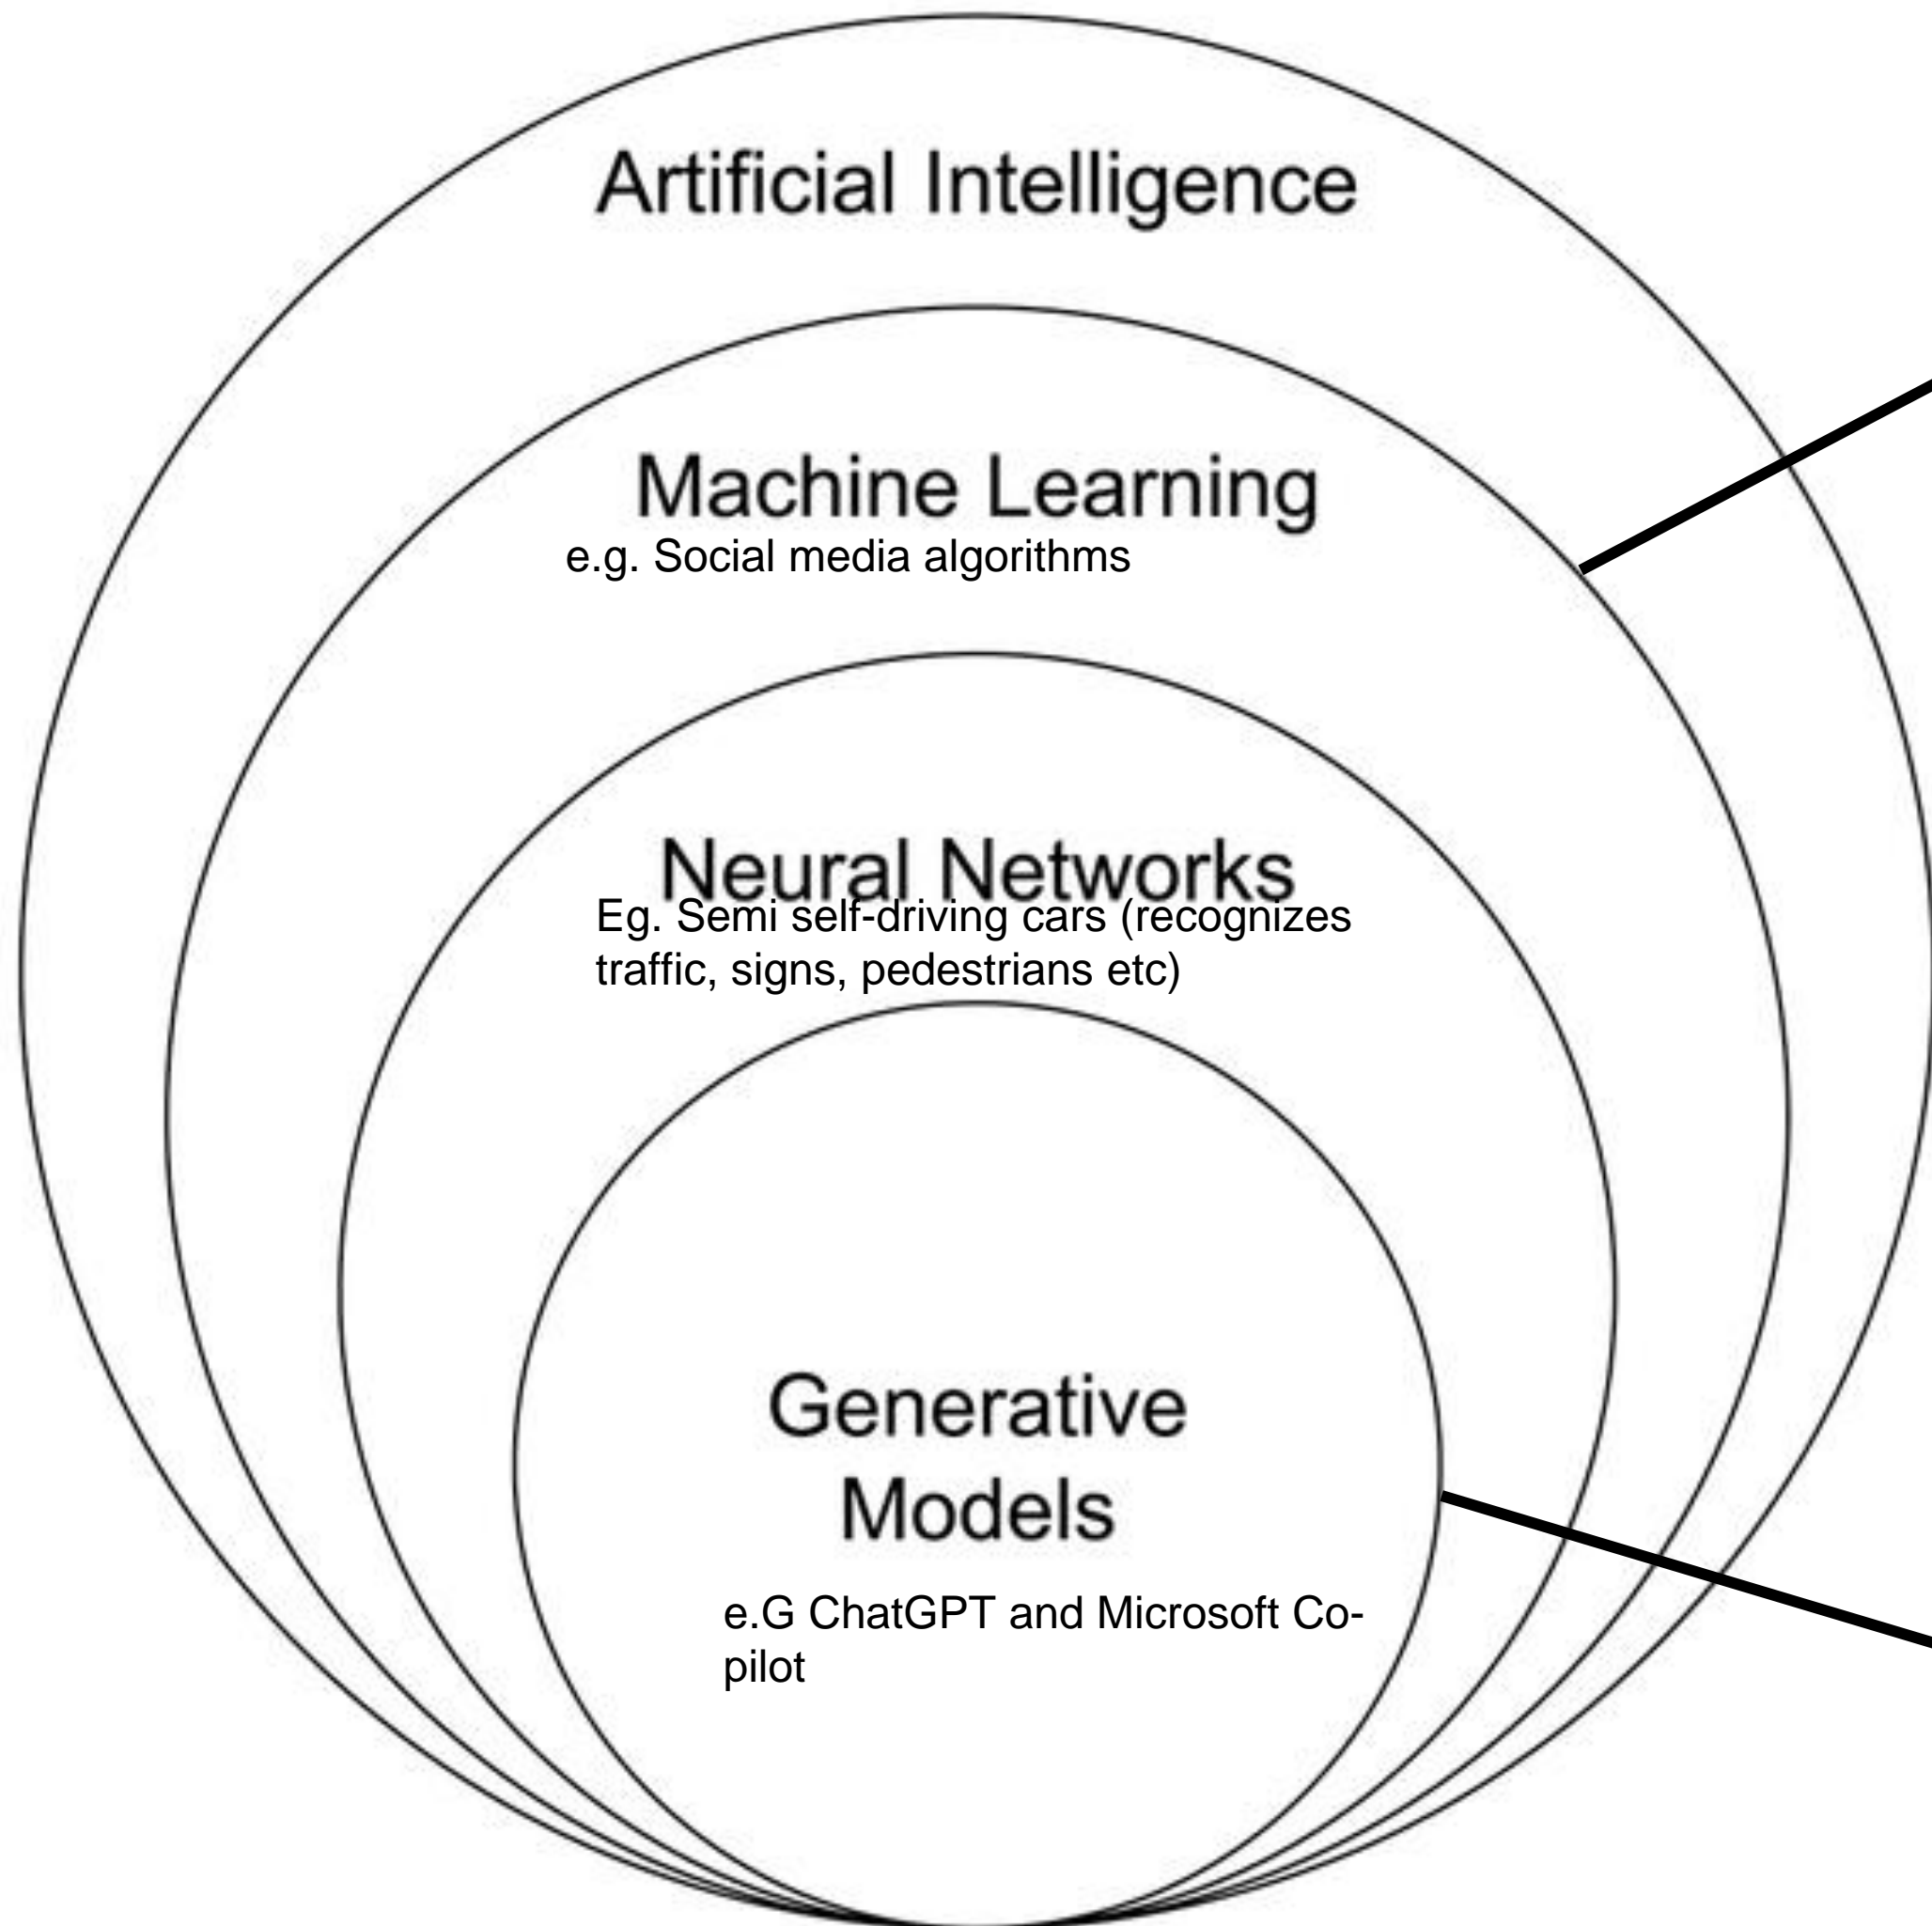 Artificial Intelligence
Machine Learning
e.g. Social media algorithms
Neural Networks
Eg. Semi self-driving cars (recognizes
traffic, signs, pedestrians etc)
Generative
Models
e.G ChatGPT and Microsoft Co-
pilot